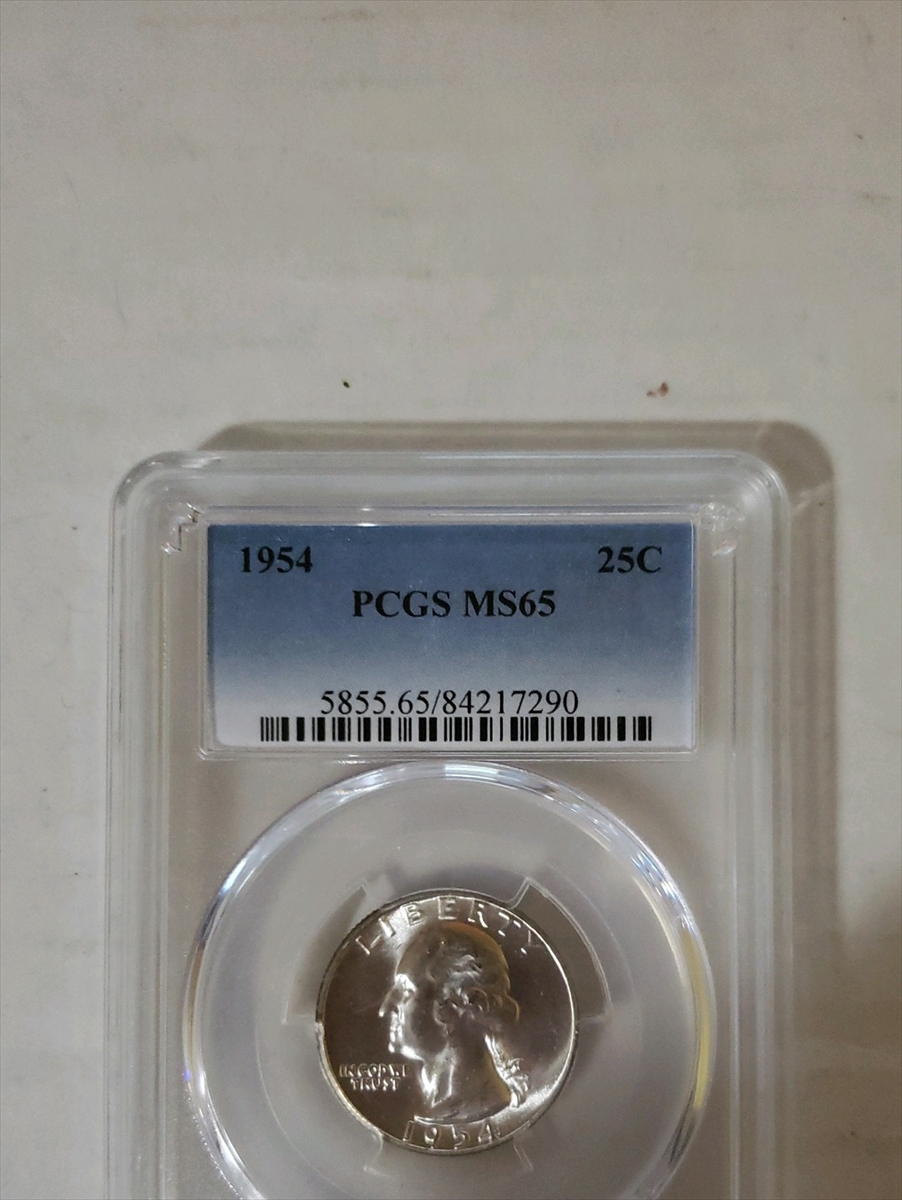 1954 25C
PCGS MS65
5855.65/84217290
LIBERTY
IN GOD WE
TRUST
1954